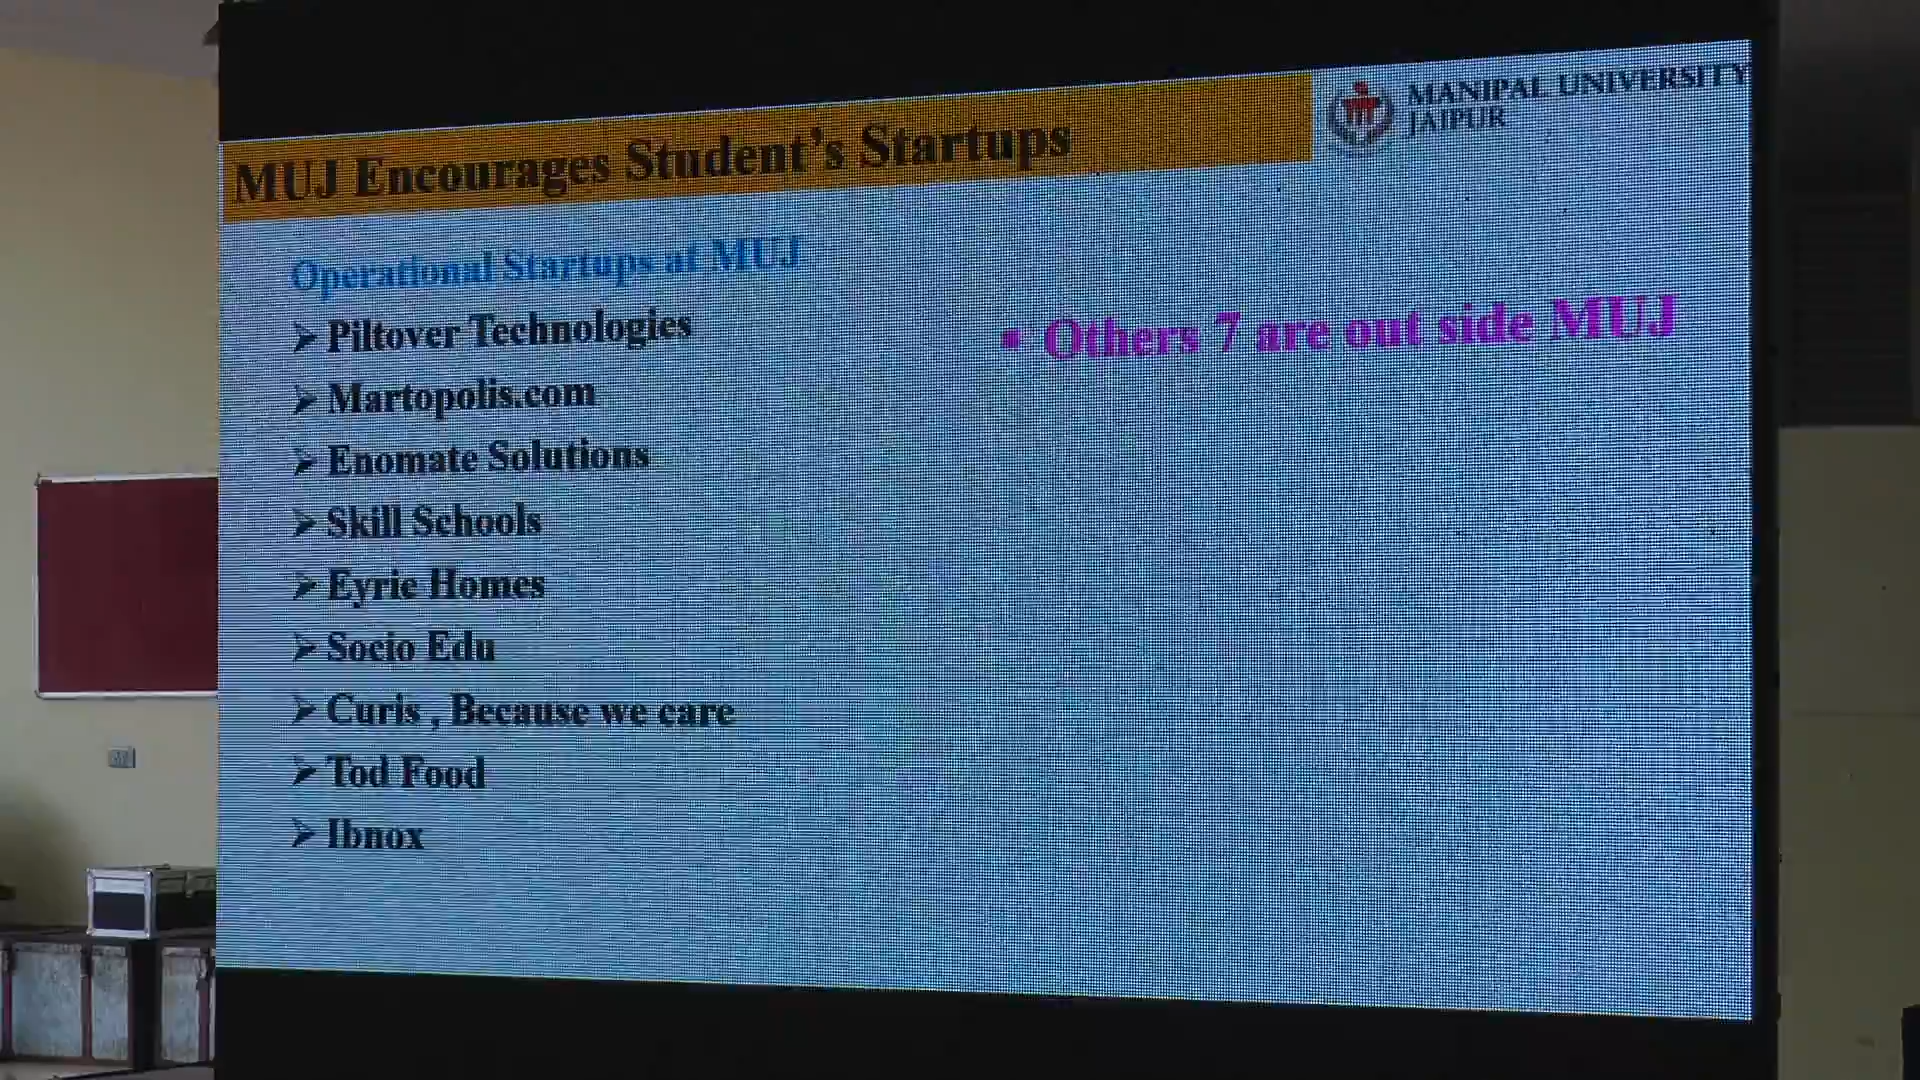 MUJ Encourages Student's Startups
MANIPAL UNIVERSITY
JAIPUR
Operational Startups at MUJ
➢ Piltover Technologies
➢ Martopolis.com
➢ Enomate Solutions
➢ Skill Schools
➢ Eyrie Homes
➢ Socio Edu
➢ Curis , Because we care
➢ Tod Food
➢ Ibnox
• Others 7 are out side MUJ